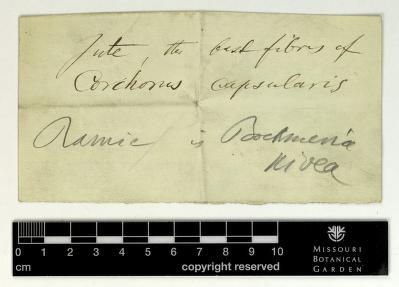 Jute, the bast fibres of
Corchorus capsularis
Ramie is Boehmeria
Nivea
0 1 2 3 4 5 6 7 8 9 10
cm
copyright reserved
MISSOURI
BOTANICAL
GARDEN